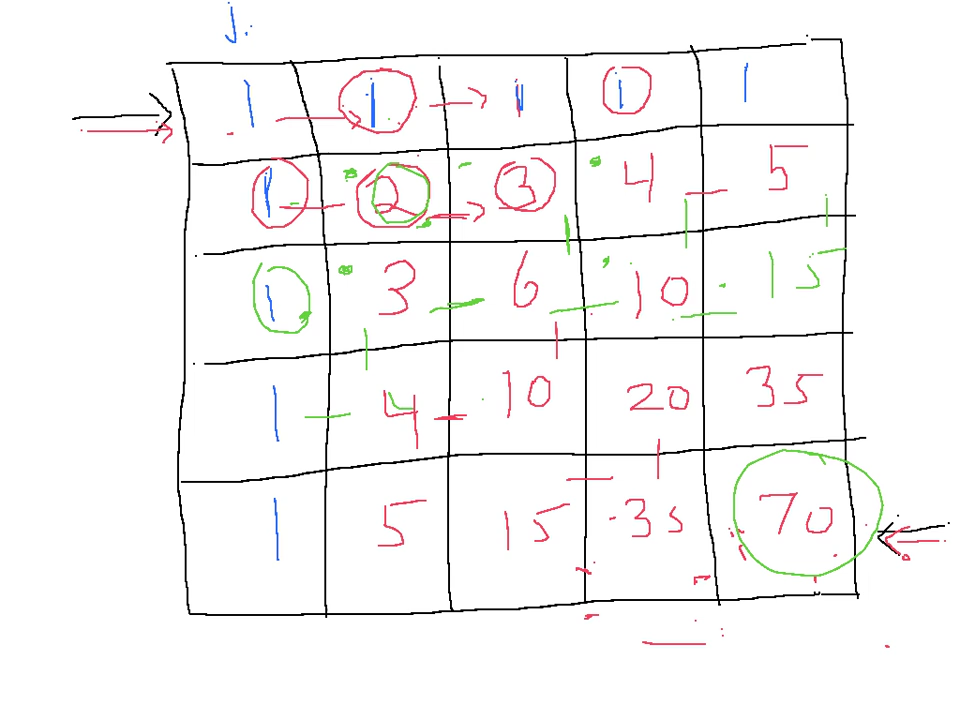 j.
1 1 1 1 1
1 2 3 4 5
1 3 6 10 15
1 4 10 20 35
1 5 15 35 70